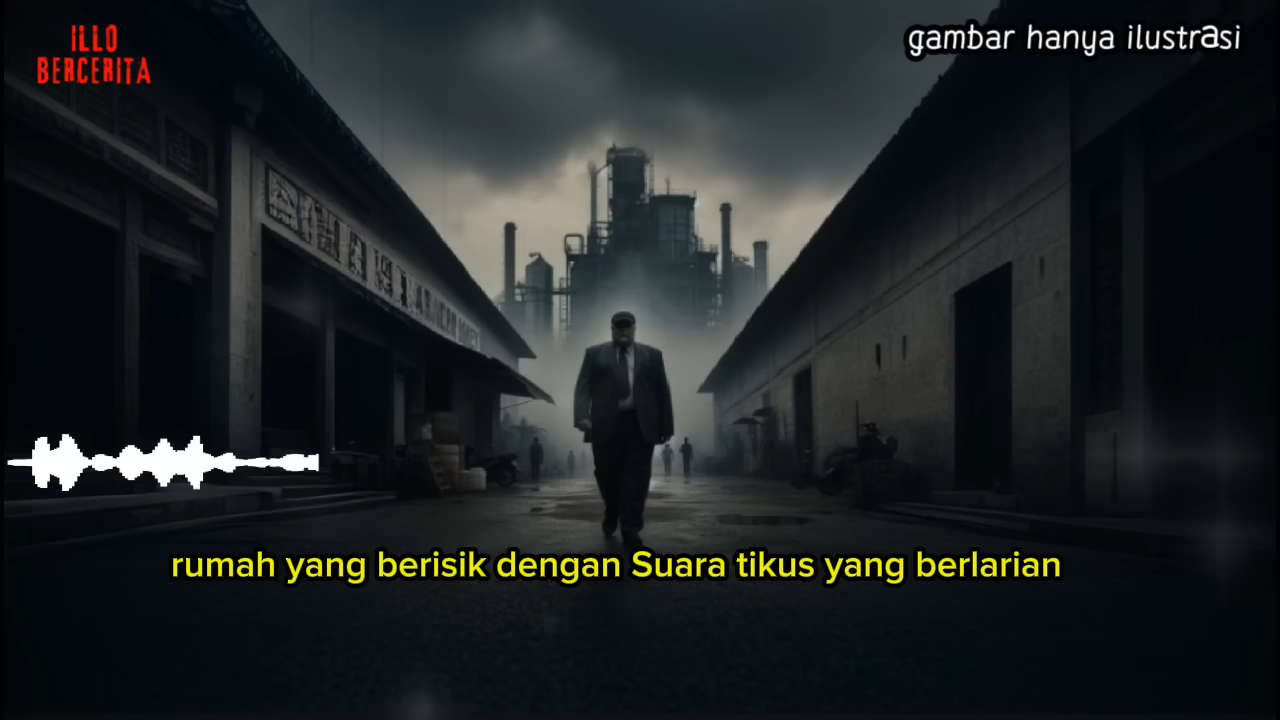 ILLO
BERCERITA
gambar hanya ilustrasi
rumah yang berisik dengan Suara tikus yang berlarian